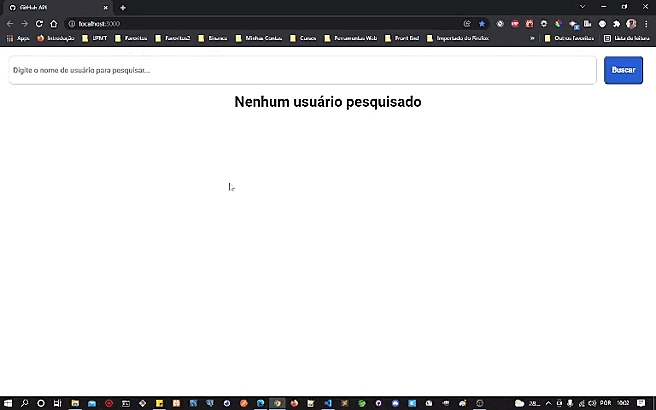 GitHub API
localhost:3000
Apps Introdução UFMT Favoritos Favoritos2 Binance Minhas Contas Cursos Ferramentas Web Front End Importado do Firefox » Outros favoritos Lista de leitura
Digite o nome de usuário para pesquisar... Buscar
Nenhum usuário pesquisado
28... POR 10:02